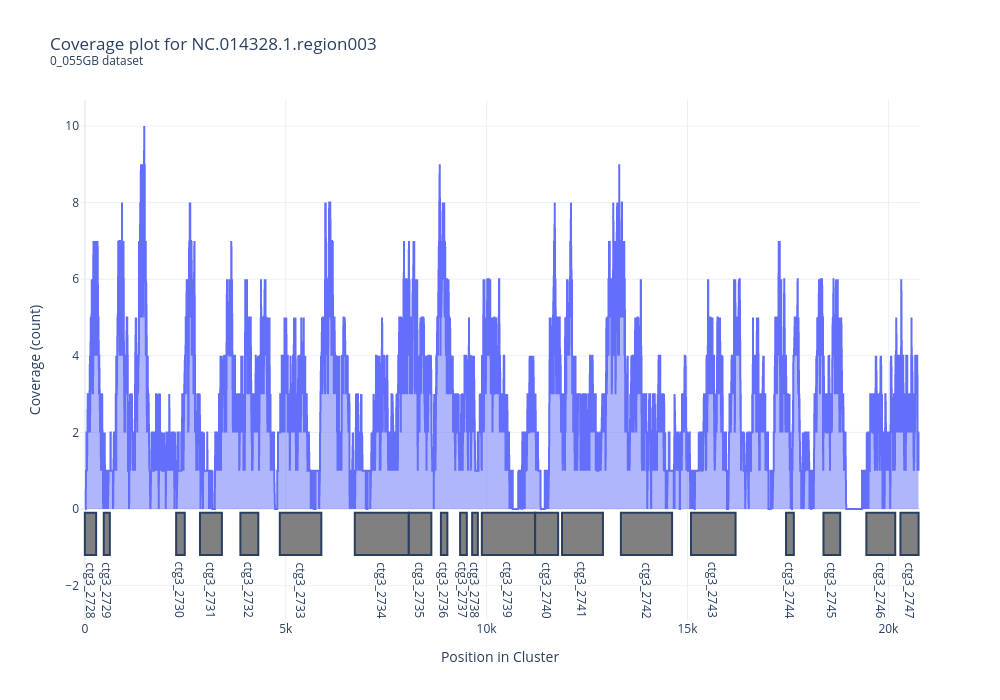 Coverage plot for NC.014328.1.region003
0_055GB dataset
Coverage (count)
10
8
6
4
2
0
−2
ctg3_2728
ctg3_2729
ctg3_2730
ctg3_2731
ctg3_2732
ctg3_2733
ctg3_2734
ctg3_2735
ctg3_2736
ctg3_2737
ctg3_2738
ctg3_2739
ctg3_2740
ctg3_2741
ctg3_2742
ctg3_2743
ctg3_2744
ctg3_2745
ctg3_2746
ctg3_2747
0
5k
10k
15k
20k
Position in Cluster